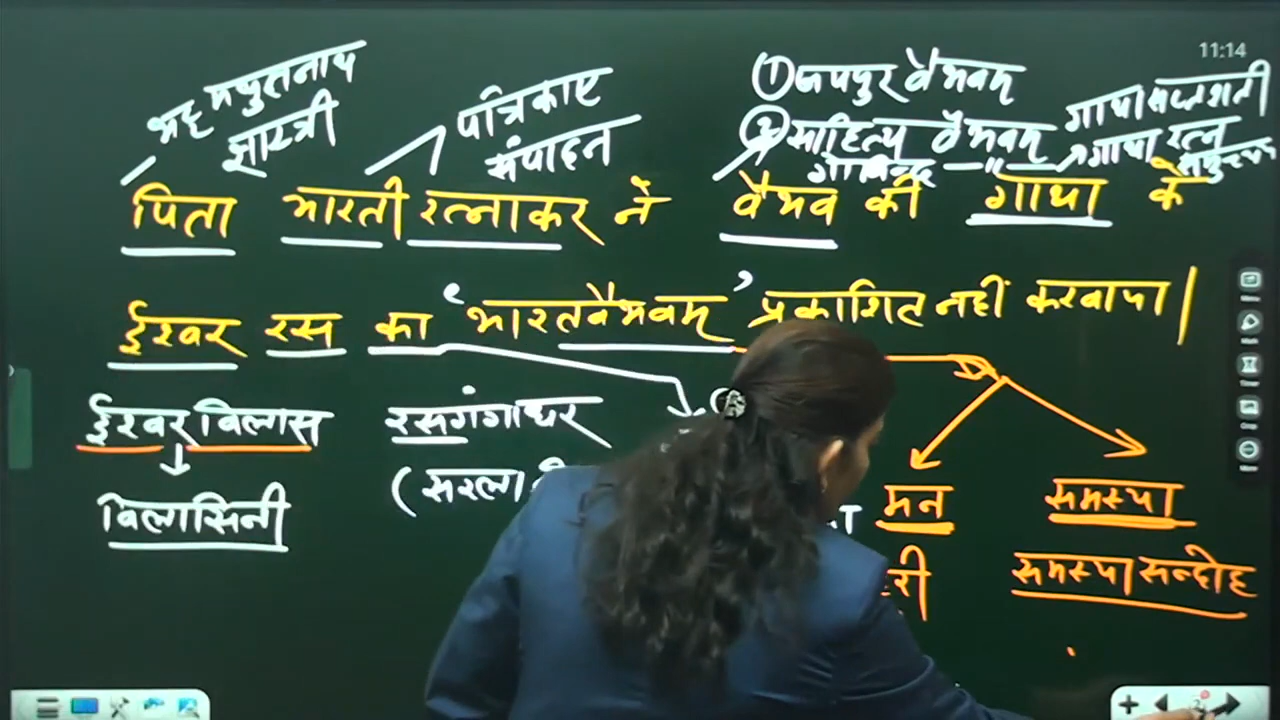 11:14
भट्ट मथुरानाथ
शास्त्री
पत्रिकाए
संपादन
① जयपुर वैभवम्
② साहित्य वैभवम्
गोविन्द —"—
गाथा सप्तशती
गाथा रत्न
पिता भारती रत्नाकर ने वैभव की गाथा के
ईश्वर रस का 'भारतवैभवम्' प्रकाशित नहीं करवाया|
ईश्वर विलास
विलासिनी
रसगंगाधर
(सरला
मन
समस्या
समस्या सन्दोह